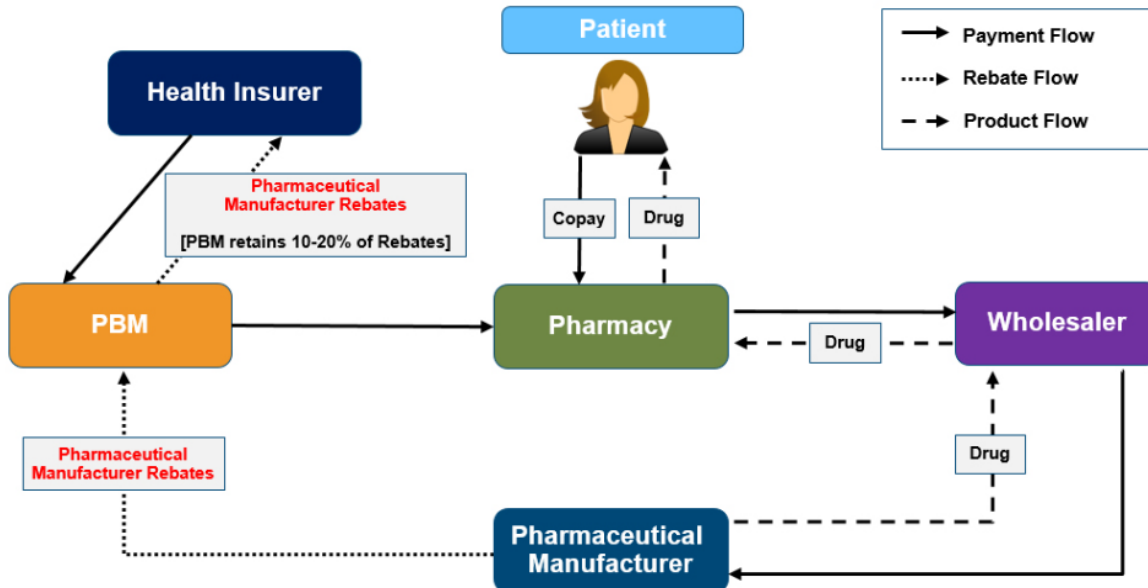 Patient
Payment Flow
Rebate Flow
Product Flow
Health Insurer
Pharmaceutical
Manufacturer Rebates
[PBM retains 10-20% of Rebates]
Copay
Drug
PBM
Pharmacy
Wholesaler
Drug
Pharmaceutical
Manufacturer Rebates
Drug
Pharmaceutical
Manufacturer